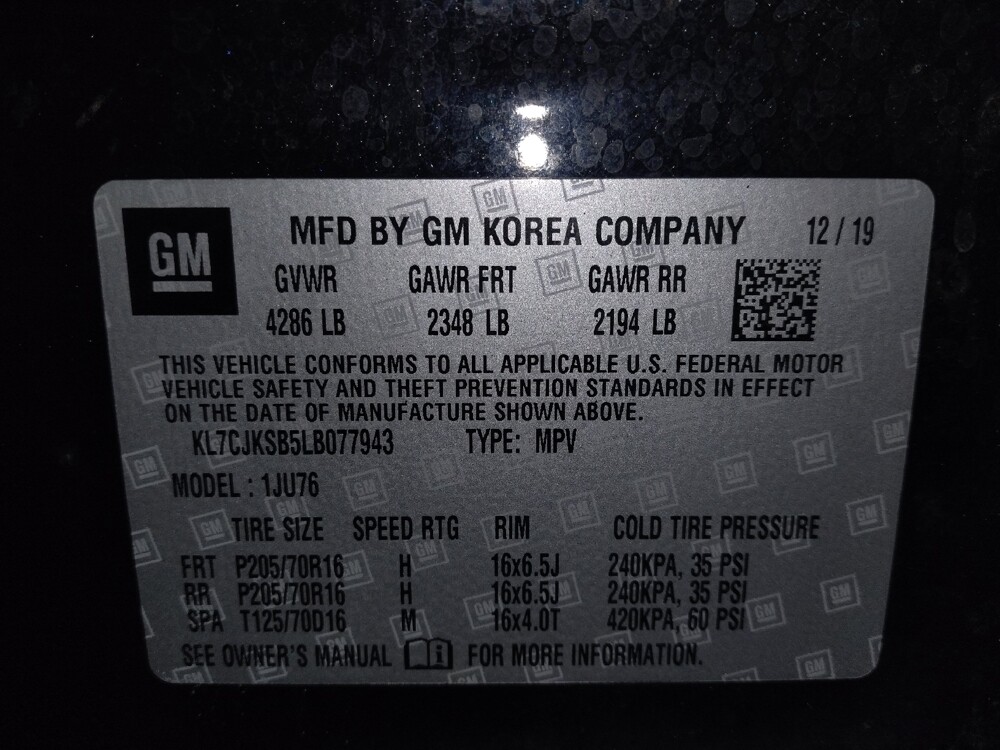 GM
MFD BY GM KOREA COMPANY 12 / 19
GVWR GAWR FRT GAWR RR
4286 LB 2348 LB 2194 LB
THIS VEHICLE CONFORMS TO ALL APPLICABLE U.S. FEDERAL MOTOR
VEHICLE SAFETY AND THEFT PREVENTION STANDARDS IN EFFECT
ON THE DATE OF MANUFACTURE SHOWN ABOVE.
KL7CJKSB5LB077943 TYPE: MPV
MODEL : 1JU76
TIRE SIZE SPEED RTG RIM COLD TIRE PRESSURE
FRT P205/70R16 H 16x6.5J 240KPA, 35 PSI
RR P205/70R16 H 16x6.5J 240KPA, 35 PSI
SPA T125/70D16 M 16x4.0T 420KPA, 60 PSI
SEE OWNER'S MANUAL FOR MORE INFORMATION.